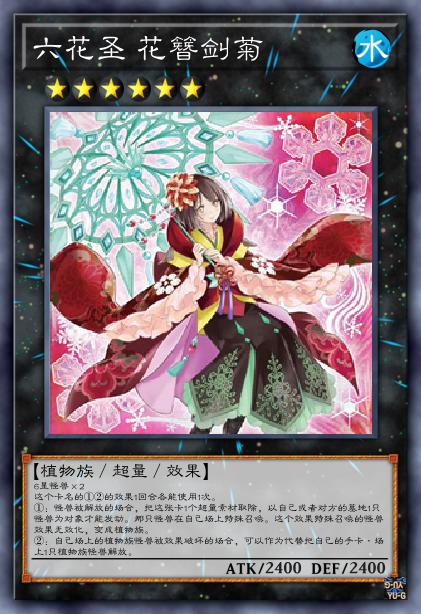 六花圣 花簪剑菊
水
【植物族／超量／效果】
6星怪兽×2
这个卡名的①②的效果1回合各能使用1次。
①：怪兽被解放的场合，把这张卡1个超量素材取除，以自己或者对方的墓地1只
怪兽为对象才能发动。那只怪兽在自己场上特殊召唤。这个效果特殊召唤的怪兽
效果无效化，变成植物族。
②：自己场上的植物族怪兽被效果破坏的场合，可以作为代替把自己的手卡·场
上1只植物族怪兽解放。
ATK/2400 DEF/2400